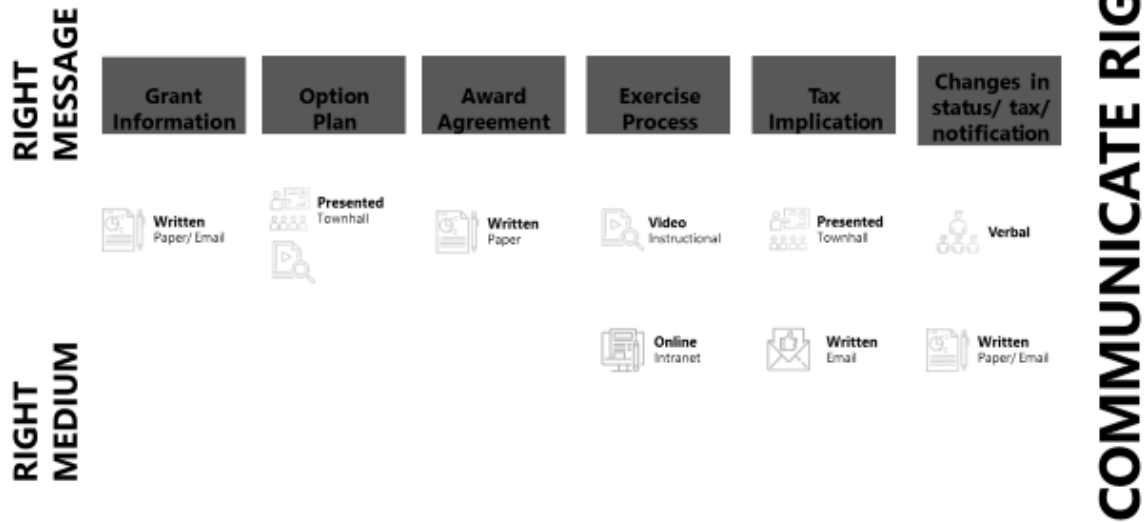 RIGHT
MESSAGE
Grant
Information
Option
Plan
Award
Agreement
Exercise
Process
Tax
Implication
Changes in
status/ tax/
notification
Written
Paper/ Email
Presented
Townhall
Written
Paper
Video
Instructional
Presented
Townhall
Verbal
RIGHT
MEDIUM
Online
Intranet
Written
Email
Written
Paper/ Email
COMMUNICATE RIG